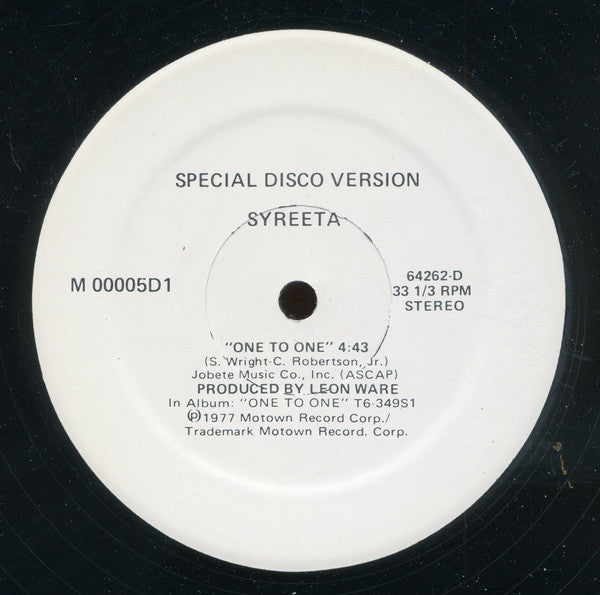 SPECIAL DISCO VERSION
SYREETA
M 00005D1
64262-D
33 1/3 RPM
STEREO
"ONE TO ONE" 4:43
(S. Wright-C. Robertson, Jr.)
Jobete Music Co., Inc. (ASCAP)
PRODUCED BY LEON WARE
In Album: "ONE TO ONE" T6-349S1
℗1977 Motown Record Corp./
Trademark Motown Record. Corp.